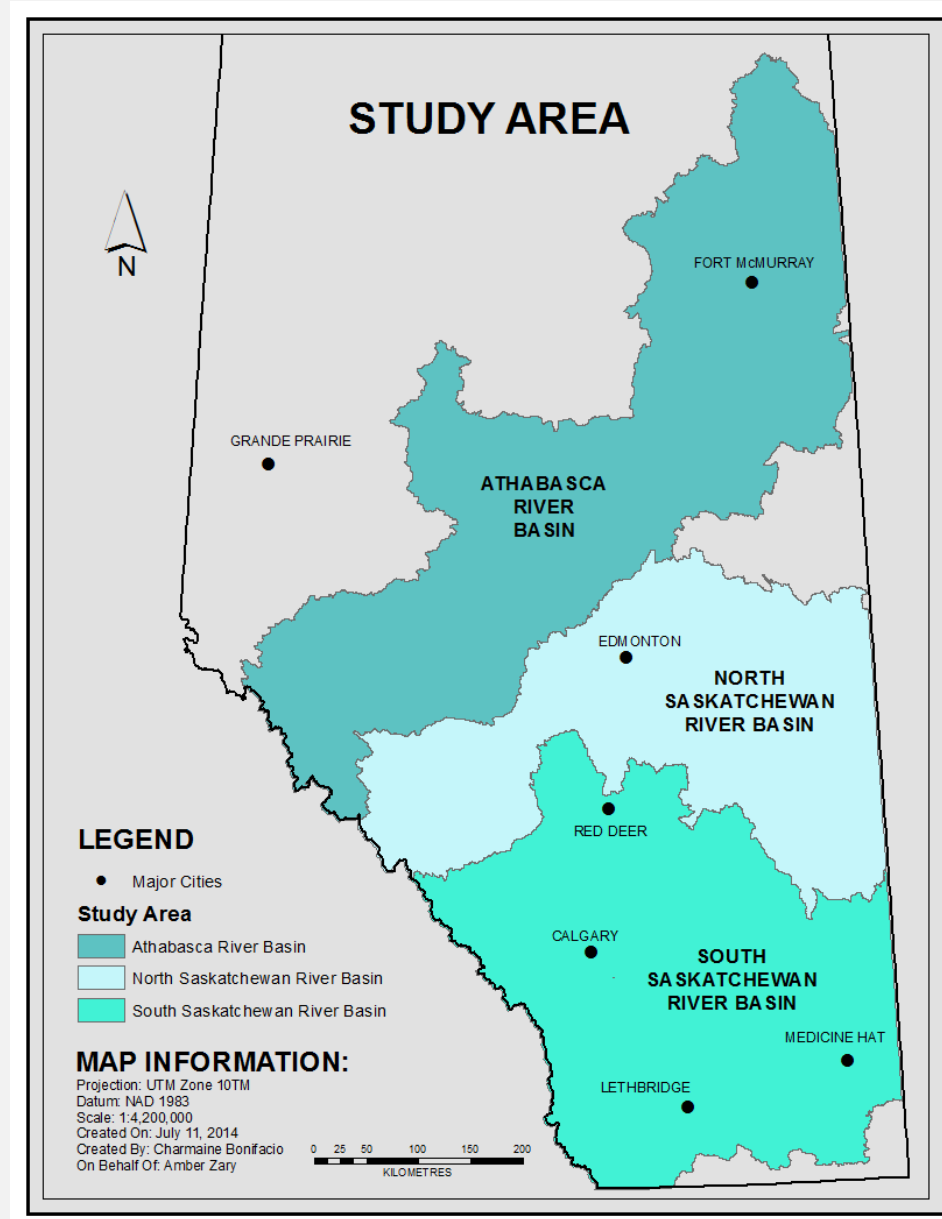 STUDY AREA
N
FORT McMURRAY
GRANDE PRAIRIE
ATHABASCA
RIVER
BASIN
EDMONTON
NORTH
SASKATCHEWAN
RIVER BASIN
RED DEER
CALGARY
SOUTH
SASKATCHEWAN
RIVER BASIN
MEDICINE HAT
LETHBRIDGE
LEGEND
Major Cities
Study Area
Athabasca River Basin
North Saskatchewan River Basin
South Saskatchewan River Basin
MAP INFORMATION:
Projection: UTM Zone 10TM
Datum: NAD 1983
Scale: 1:4,200,000
Created On: July 11, 2014
Created By: Charmaine Bonifacio
On Behalf Of: Amber Zary
0 25 50 100 150 200
KILOMETRES